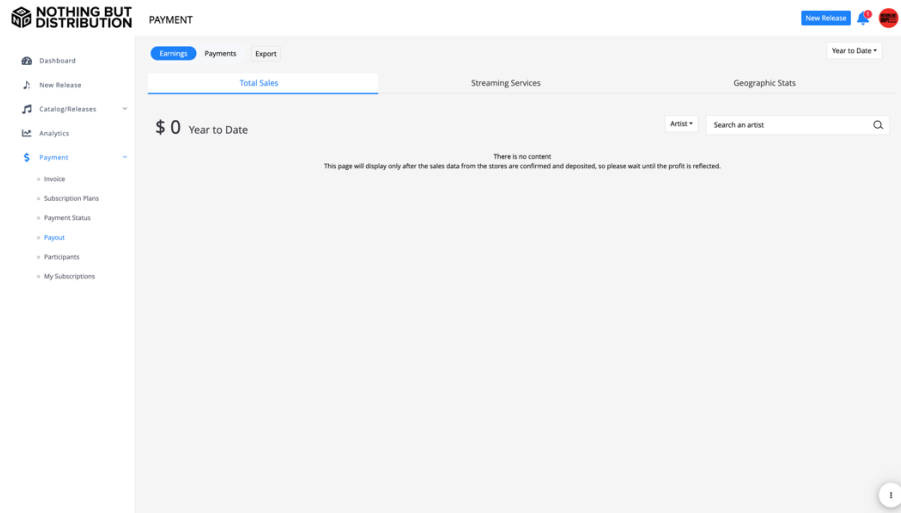 NOTHING BUT
DISTRIBUTION
PAYMENT
New Release
Dashboard
New Release
Catalog/Releases
Analytics
Payment
Invoice
Subscription Plans
Payment Status
Payout
Participants
My Subscriptions
Earnings
Payments
Export
Year to Date
Total Sales
Streaming Services
Geographic Stats
$ 0 Year to Date
Artist
Search an artist
There is no content
This page will display only after the sales data from the stores are confirmed and deposited, so please wait until the profit is reflected.